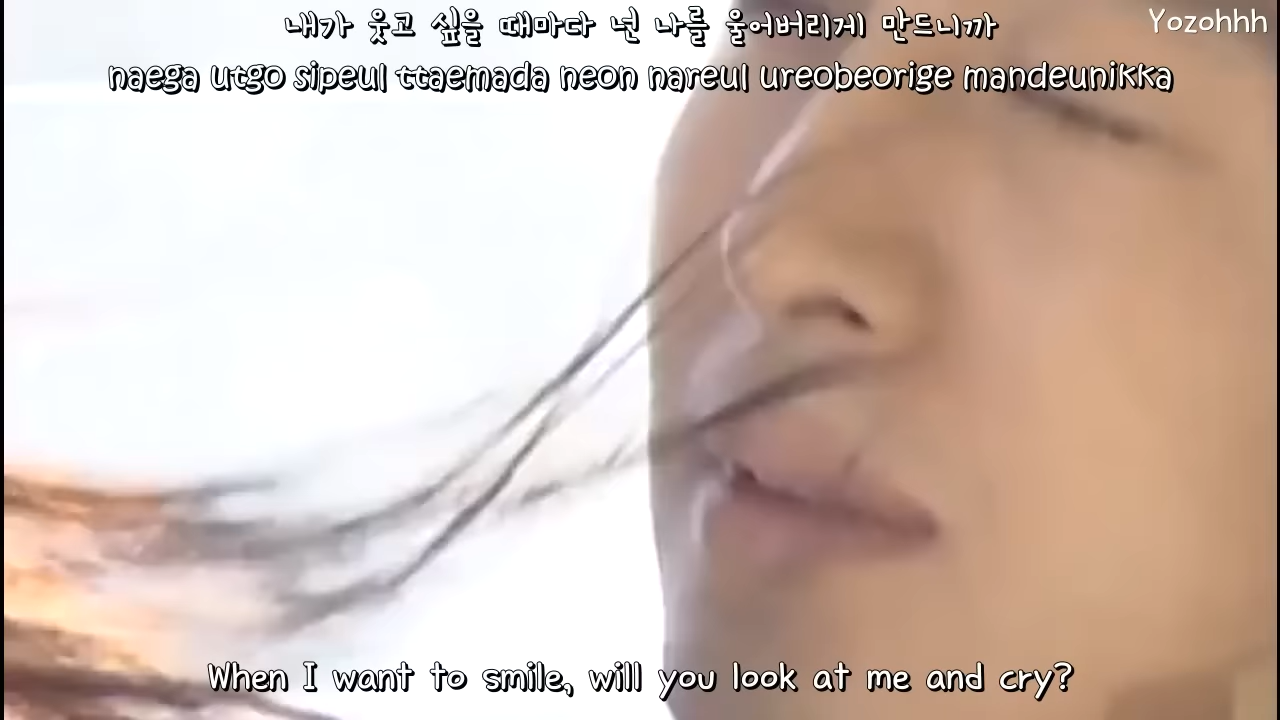 내가 웃고 싶을 때마다 넌 나를 울어버리게 만드니까
Yozohhh
naega utgo sipeul ttaemada neon nareul ureobeorige mandeunikka
When I want to smile, will you look at me and cry?